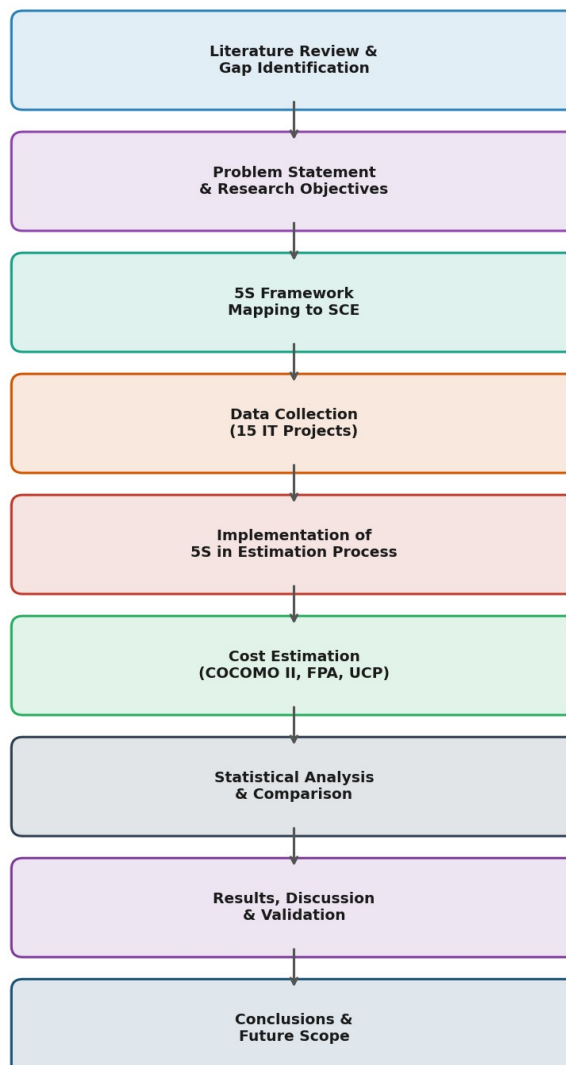 Literature Review &
Gap Identification
Problem Statement
& Research Objectives
5S Framework
Mapping to SCE
Data Collection
(15 IT Projects)
Implementation of
5S in Estimation Process
Cost Estimation
(COCOMO II, FPA, UCP)
Statistical Analysis
& Comparison
Results, Discussion
& Validation
Conclusions &
Future Scope